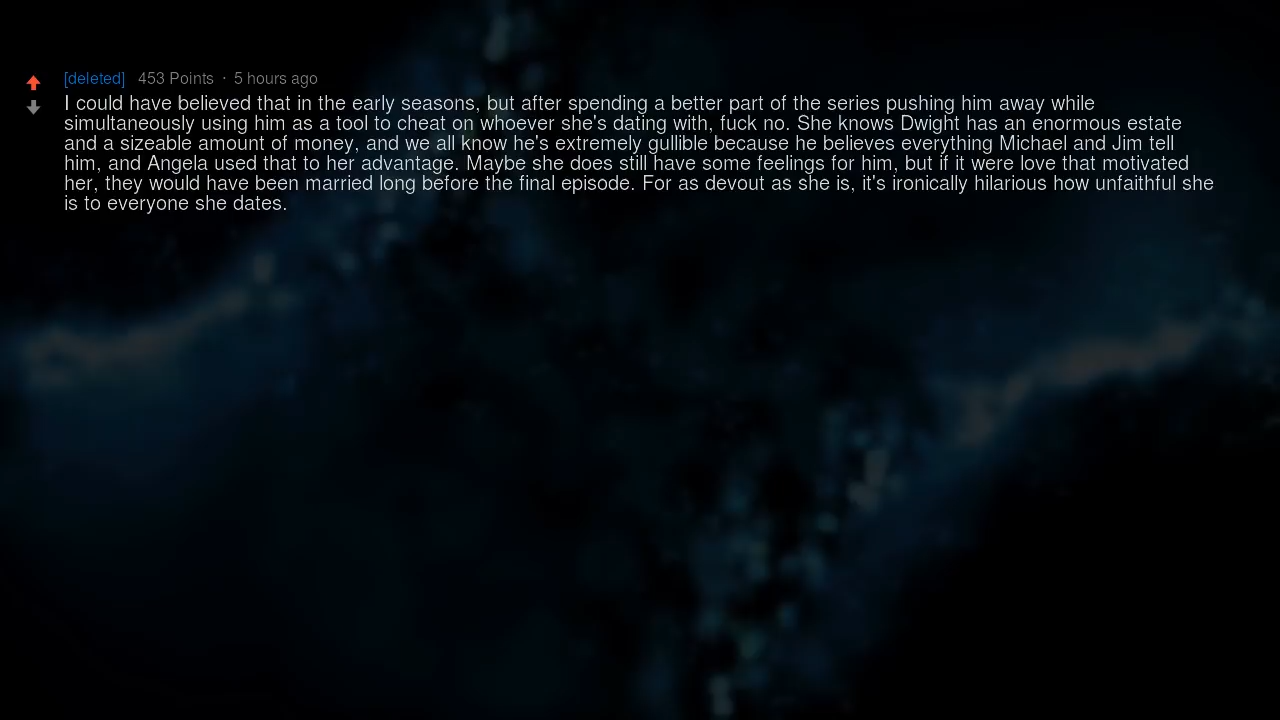 [deleted] 453 Points · 5 hours ago
I could have believed that in the early seasons, but after spending a better part of the series pushing him away while
simultaneously using him as a tool to cheat on whoever she's dating with, fuck no. She knows Dwight has an enormous estate
and a sizeable amount of money, and we all know he's extremely gullible because he believes everything Michael and Jim tell
him, and Angela used that to her advantage. Maybe she does still have some feelings for him, but if it were love that motivated
her, they would have been married long before the final episode. For as devout as she is, it's ironically hilarious how unfaithful she
is to everyone she dates.